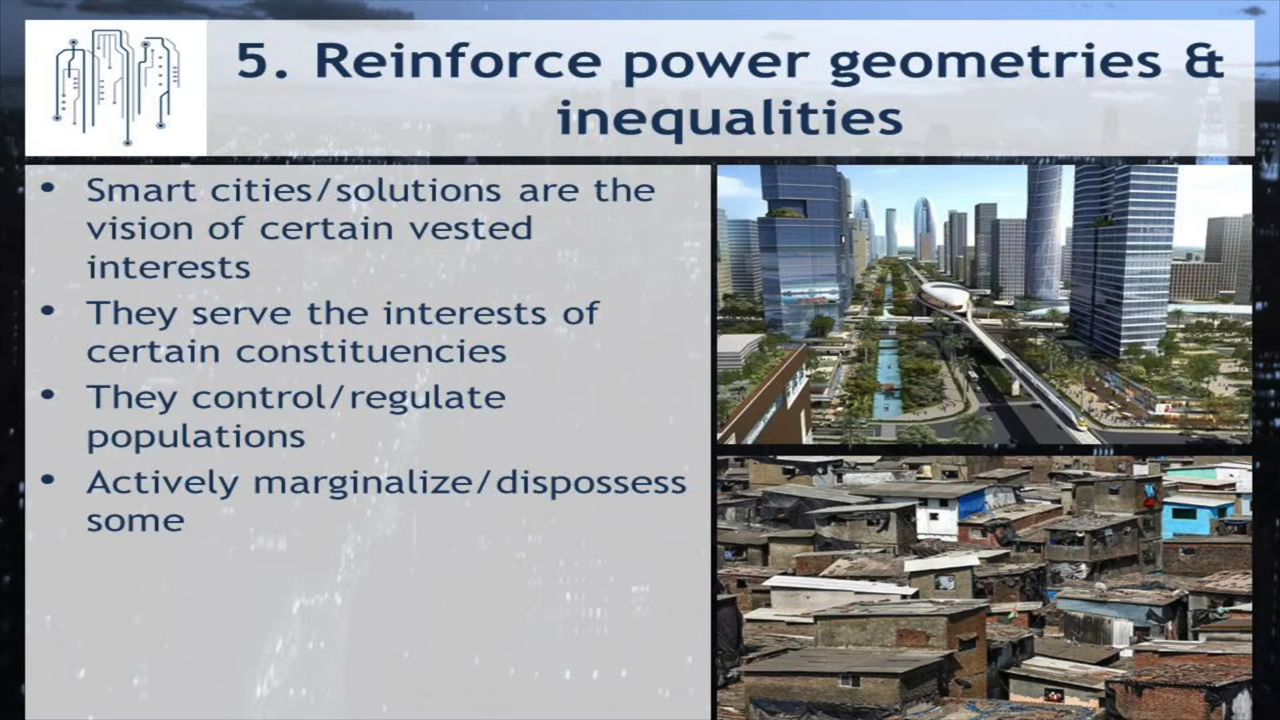 5. Reinforce power geometries &
inequalities
• Smart cities/solutions are the
vision of certain vested
interests
• They serve the interests of
certain constituencies
• They control/regulate
populations
• Actively marginalize/dispossess
some